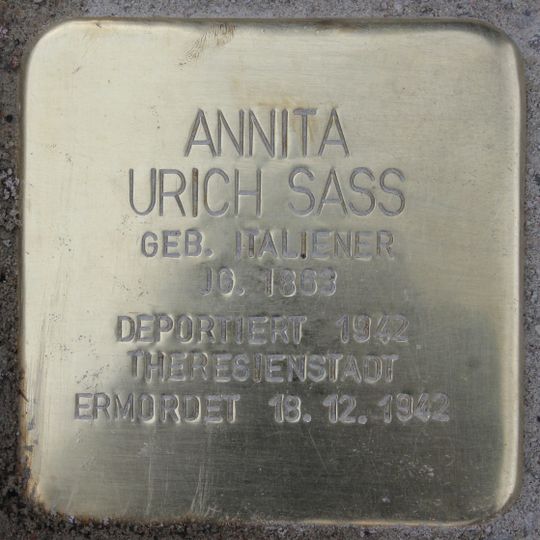 ANNITA
URICH SASS
GEB. ITALIENER
JG. 1863
DEPORTIERT 1942
THERESIENSTADT
ERMORDET 18.12.1942